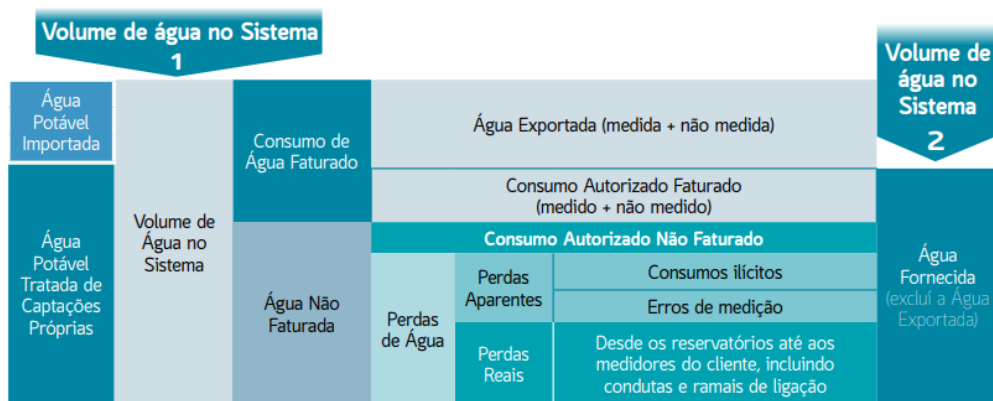 Volume de água no Sistema
1
Volume de
água no
Sistema
2
Água
Potável
Importada
Água
Potável
Tratada de
Captações
Próprias
Volume de
Água no
Sistema
Consumo de
Água Faturado
Água Não
Faturada
Água Exportada (medida + não medida)
Consumo Autorizado Faturado
(medido + não medido)
Consumo Autorizado Não Faturado
Perdas
de Água
Perdas
Aparentes
Consumos ilícitos
Erros de medição
Perdas
Reais
Desde os reservatórios até aos
medidores do cliente, incluindo
condutas e ramais de ligação
Água
Fornecida
(excluí a Água
Exportada)